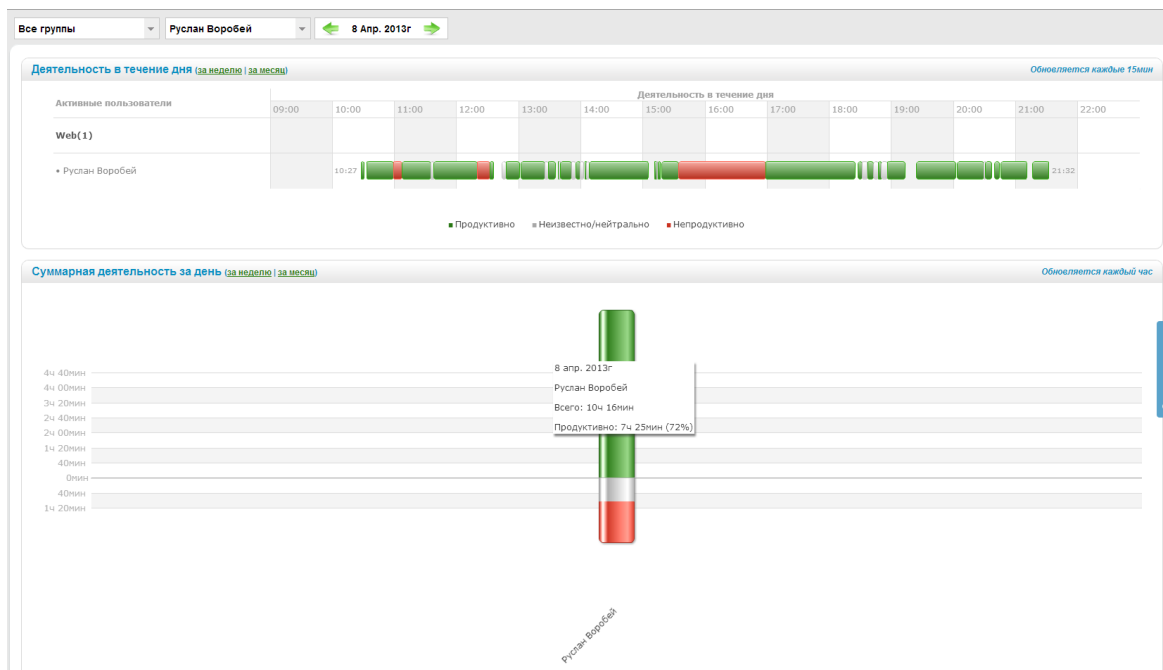 Все группы Руслан Воробей 8 Апр. 2013г
Деятельность в течение дня (за неделю | за месяц) Обновляется каждые 15мин
Активные пользователи Деятельность в течение дня
09:00 10:00 11:00 12:00 13:00 14:00 15:00 16:00 17:00 18:00 19:00 20:00 21:00 22:00
Web(1)
• Руслан Воробей 10:27 21:32
Продуктивно Неизвестно/нейтрально Непродуктивно
Суммарная деятельность за день (за неделю | за месяц) Обновляется каждый час
8 апр. 2013г
Руслан Воробей
Всего: 10ч 16мин
Продуктивно: 7ч 25мин (72%)
4ч 40мин
4ч 00мин
3ч 20мин
2ч 40мин
2ч 00мин
1ч 20мин
40мин
0мин
40мин
1ч 20мин
Руслан Воробей